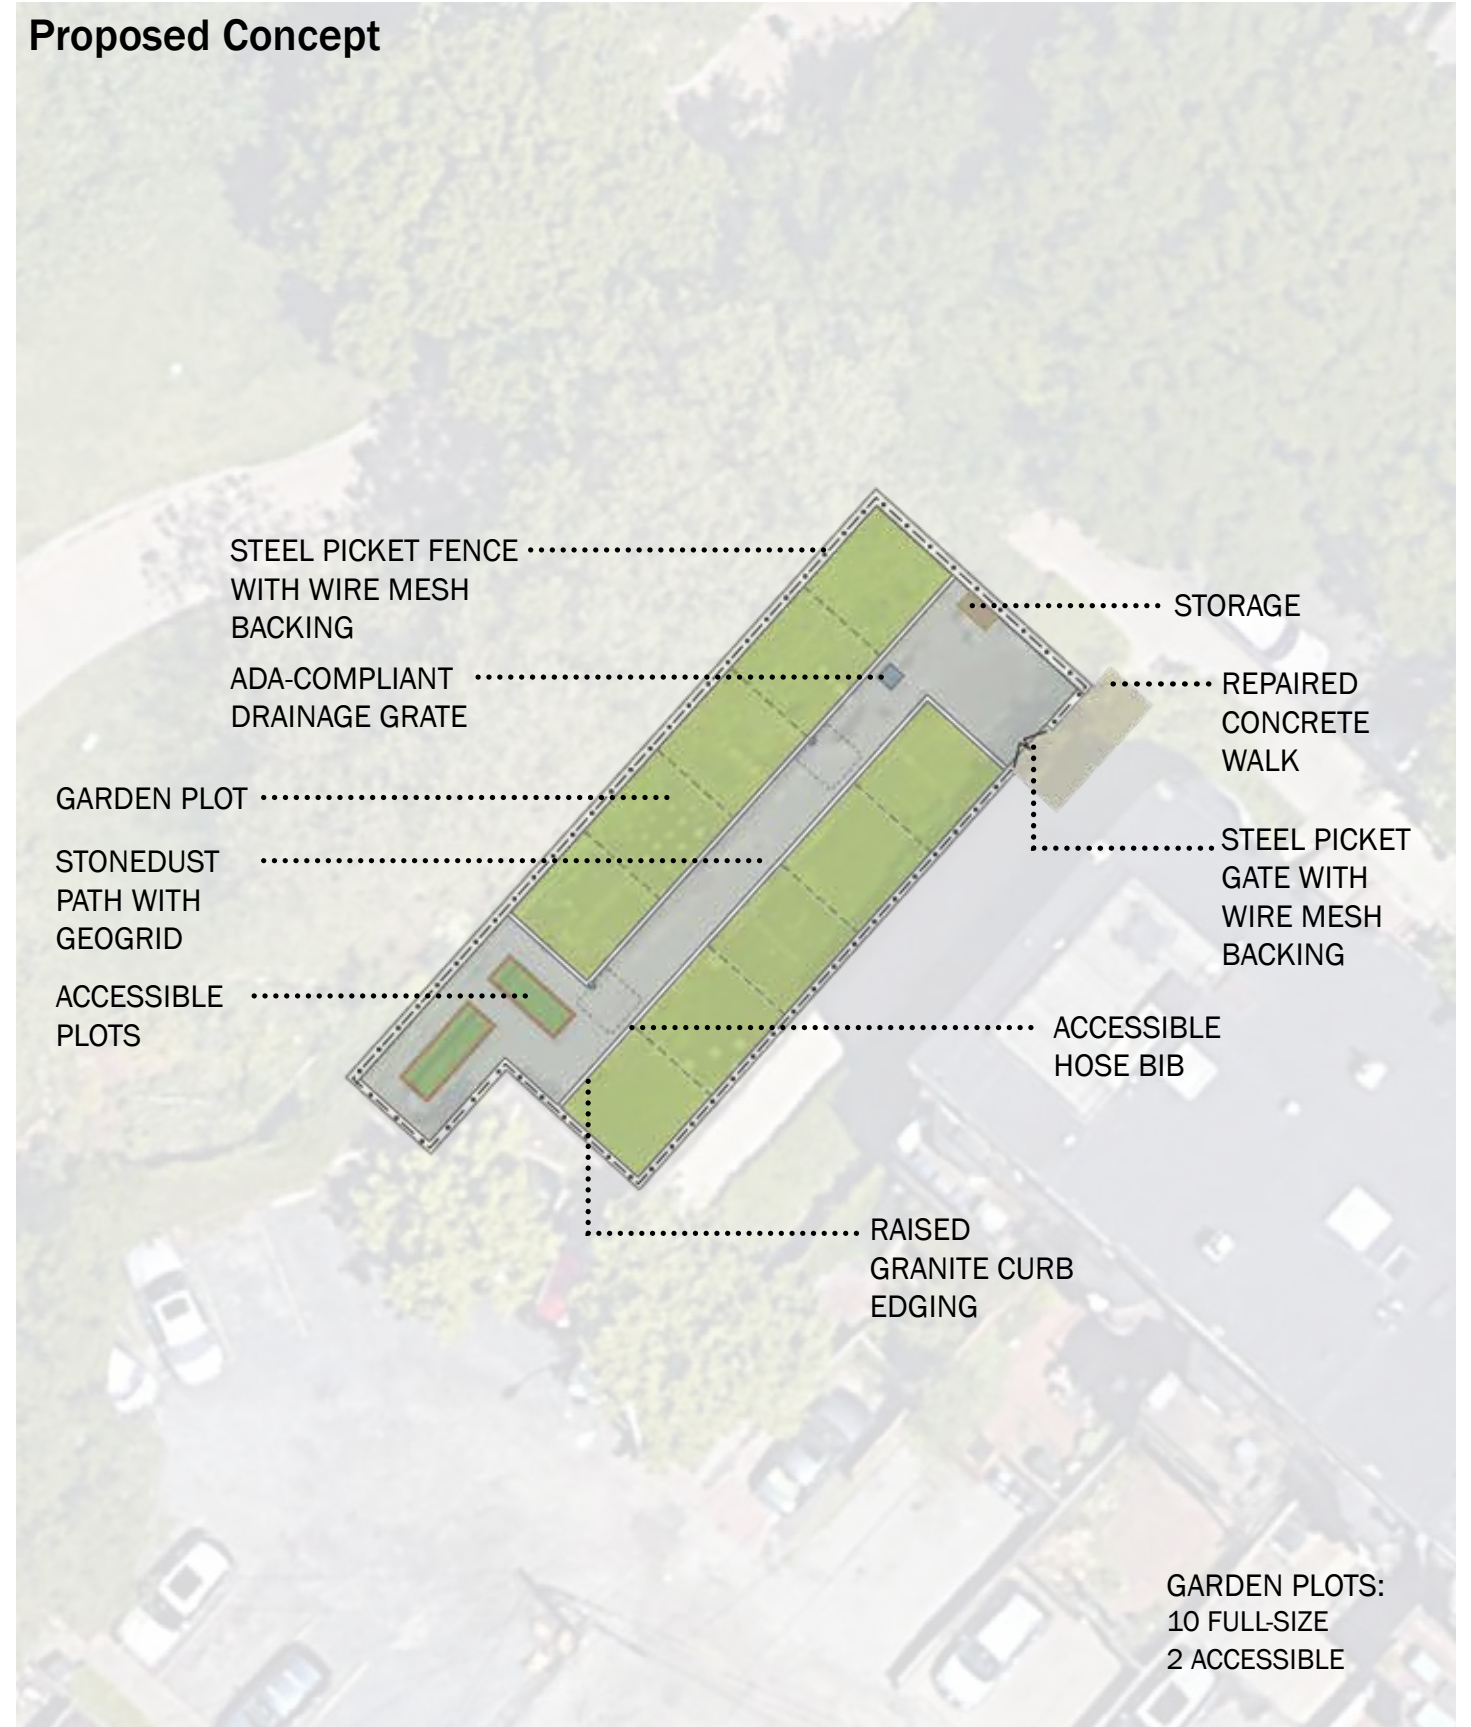 Proposed Concept
STEEL PICKET FENCE
WITH WIRE MESH
BACKING
STORAGE
ADA-COMPLIANT
DRAINAGE GRATE
REPAIRED
CONCRETE
WALK
GARDEN PLOT
STONEDUST
PATH WITH
GEOGRID
STEEL PICKET
GATE WITH
WIRE MESH
BACKING
ACCESSIBLE
PLOTS
ACCESSIBLE
HOSE BIB
RAISED
GRANITE CURB
EDGING
GARDEN PLOTS:
10 FULL-SIZE
2 ACCESSIBLE